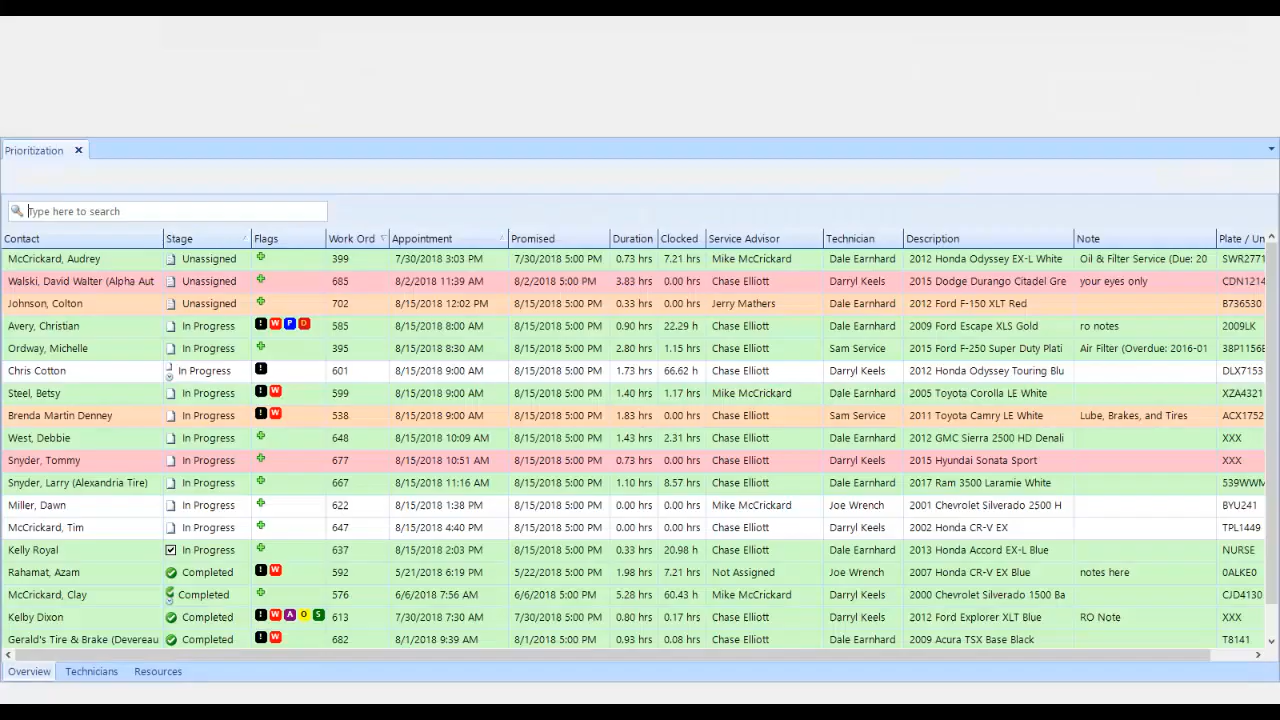 Prioritization
Type here to search
Contact Stage Flags Work Ord Appointment Promised Duration Clocked Service Advisor Technician Description Note Plate / Un
McCrickard, Audrey Unassigned 399 7/30/2018 3:03 PM 7/30/2018 5:00 PM 0.73 hrs 7.21 hrs Mike McCrickard Dale Earnhard 2012 Honda Odyssey EX-L White Oil & Filter Service (Due: 20 SWR2771
Walski, David Walter (Alpha Aut Unassigned 685 8/2/2018 11:39 AM 8/2/2018 5:00 PM 3.83 hrs 0.00 hrs Mike McCrickard Darryl Keels 2015 Dodge Durango Citadel Gre your eyes only CDN1214
Johnson, Colton Unassigned 702 8/15/2018 12:02 PM 8/15/2018 5:00 PM 0.33 hrs 0.00 hrs Jerry Mathers Dale Earnhard 2012 Ford F-150 XLT Red B736530
Avery, Christian In Progress ! W P D 585 8/15/2018 8:00 AM 8/15/2018 5:00 PM 0.90 hrs 22.29 h Chase Elliott Dale Earnhard 2009 Ford Escape XLS Gold ro notes 2009LK
Ordway, Michelle In Progress 395 8/15/2018 8:30 AM 8/15/2018 5:00 PM 2.80 hrs 1.15 hrs Chase Elliott Sam Service 2015 Ford F-250 Super Duty Plati Air Filter (Overdue: 2016-01 38P1156B
Chris Cotton In Progress ! 601 8/15/2018 9:00 AM 8/15/2018 5:00 PM 1.73 hrs 66.62 h Chase Elliott Darryl Keels 2012 Honda Odyssey Touring Blu DLX7153
Steel, Betsy In Progress ! W 599 8/15/2018 9:00 AM 8/15/2018 5:00 PM 1.40 hrs 1.17 hrs Mike McCrickard Dale Earnhard 2005 Toyota Corolla LE White XZA4321
Brenda Martin Denney In Progress ! W 538 8/15/2018 9:00 AM 8/15/2018 5:00 PM 1.83 hrs 0.00 hrs Chase Elliott Sam Service 2011 Toyota Camry LE White Lube, Brakes, and Tires ACX1752
West, Debbie In Progress 648 8/15/2018 10:09 AM 8/15/2018 5:00 PM 1.43 hrs 2.31 hrs Chase Elliott Dale Earnhard 2012 GMC Sierra 2500 HD Denali XXX
Snyder, Tommy In Progress 677 8/15/2018 10:51 AM 8/15/2018 5:00 PM 0.73 hrs 0.00 hrs Chase Elliott Darryl Keels 2015 Hyundai Sonata Sport XXX
Snyder, Larry (Alexandria Tire) In Progress 667 8/15/2018 11:16 AM 8/15/2018 5:00 PM 1.10 hrs 8.57 hrs Chase Elliott Dale Earnhard 2017 Ram 3500 Laramie White 539WWM
Miller, Dawn In Progress 622 8/15/2018 1:38 PM 8/15/2018 5:00 PM 0.00 hrs 0.00 hrs Mike McCrickard Joe Wrench 2001 Chevrolet Silverado 2500 H BYU241
McCrickard, Tim In Progress 647 8/15/2018 4:40 PM 8/15/2018 5:00 PM 0.00 hrs 0.00 hrs Chase Elliott Darryl Keels 2002 Honda CR-V EX TPL1449
Kelly Royal In Progress 637 8/15/2018 2:03 PM 8/15/2018 5:00 PM 0.33 hrs 20.98 h Chase Elliott Dale Earnhard 2013 Honda Accord EX-L Blue NURSE
Rahamat, Azam Completed ! W 592 5/21/2018 6:19 PM 5/22/2018 5:00 PM 1.98 hrs 7.21 hrs Not Assigned Joe Wrench 2007 Honda CR-V EX Blue notes here 0ALKE0
McCrickard, Clay Completed 576 6/6/2018 7:56 AM 6/6/2018 5:00 PM 5.28 hrs 60.43 h Mike McCrickard Dale Earnhard 2000 Chevrolet Silverado 1500 Ba CJD4130
Kelby Dixon Completed ! W A O S 613 7/30/2018 7:30 AM 7/30/2018 5:00 PM 0.80 hrs 0.17 hrs Chase Elliott Dale Earnhard 2012 Ford Explorer XLT Blue RO Note XXX
Gerald's Tire & Brake (Devereau Completed ! W 682 8/1/2018 9:39 AM 8/1/2018 5:00 PM 0.93 hrs 0.08 hrs Chase Elliott Dale Earnhard 2009 Acura TSX Base Black T8141
Overview Technicians Resources